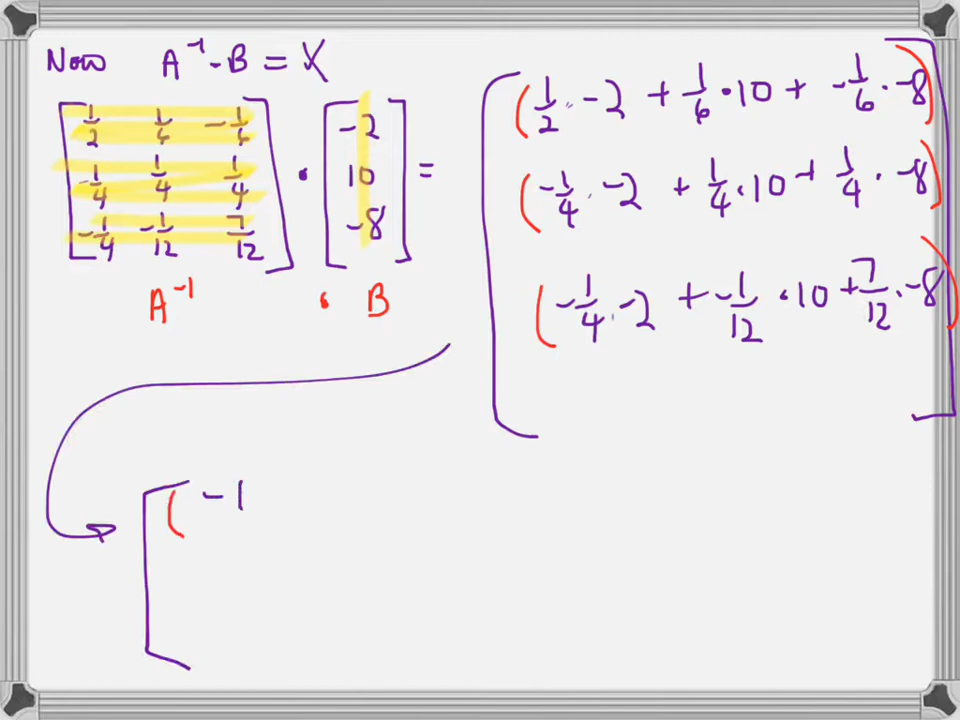 Now A⁻¹ · B = X
[ 1/2 1/6 -1/6 ] [ -2 ] [ (1/2 · -2 + 1/6 · 10 + -1/6 · -8)
[ -1/4 1/4 1/4 ] · [ 10 ] = (-1/4 · -2 + 1/4 · 10 + 1/4 · -8)
[ -1/4 -1/12 7/12 ] [ -8 ] (-1/4 · -2 + -1/12 · 10 + 7/12 · -8) ]
A⁻¹ · B
[ ( -1